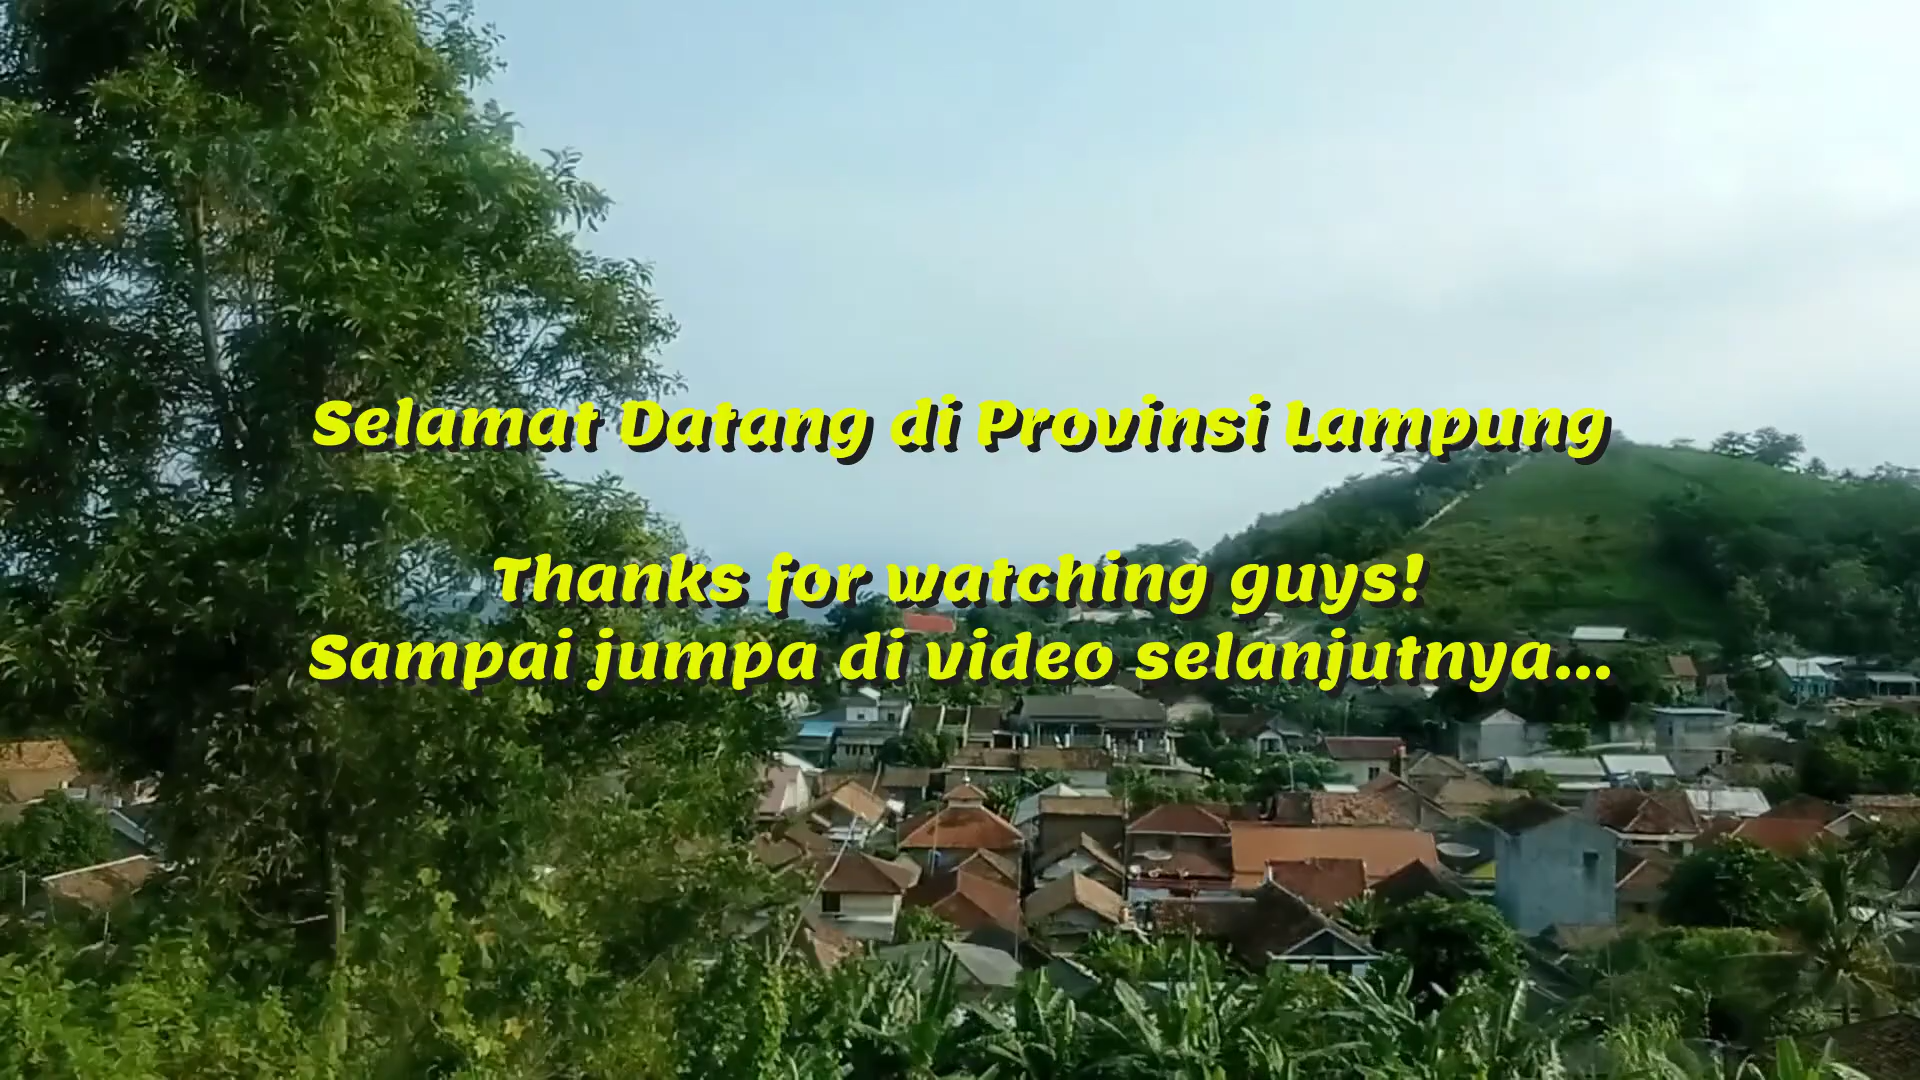 Selamat Datang di Provinsi Lampung
Thanks for watching guys!
Sampai jumpa di video selanjutnya...